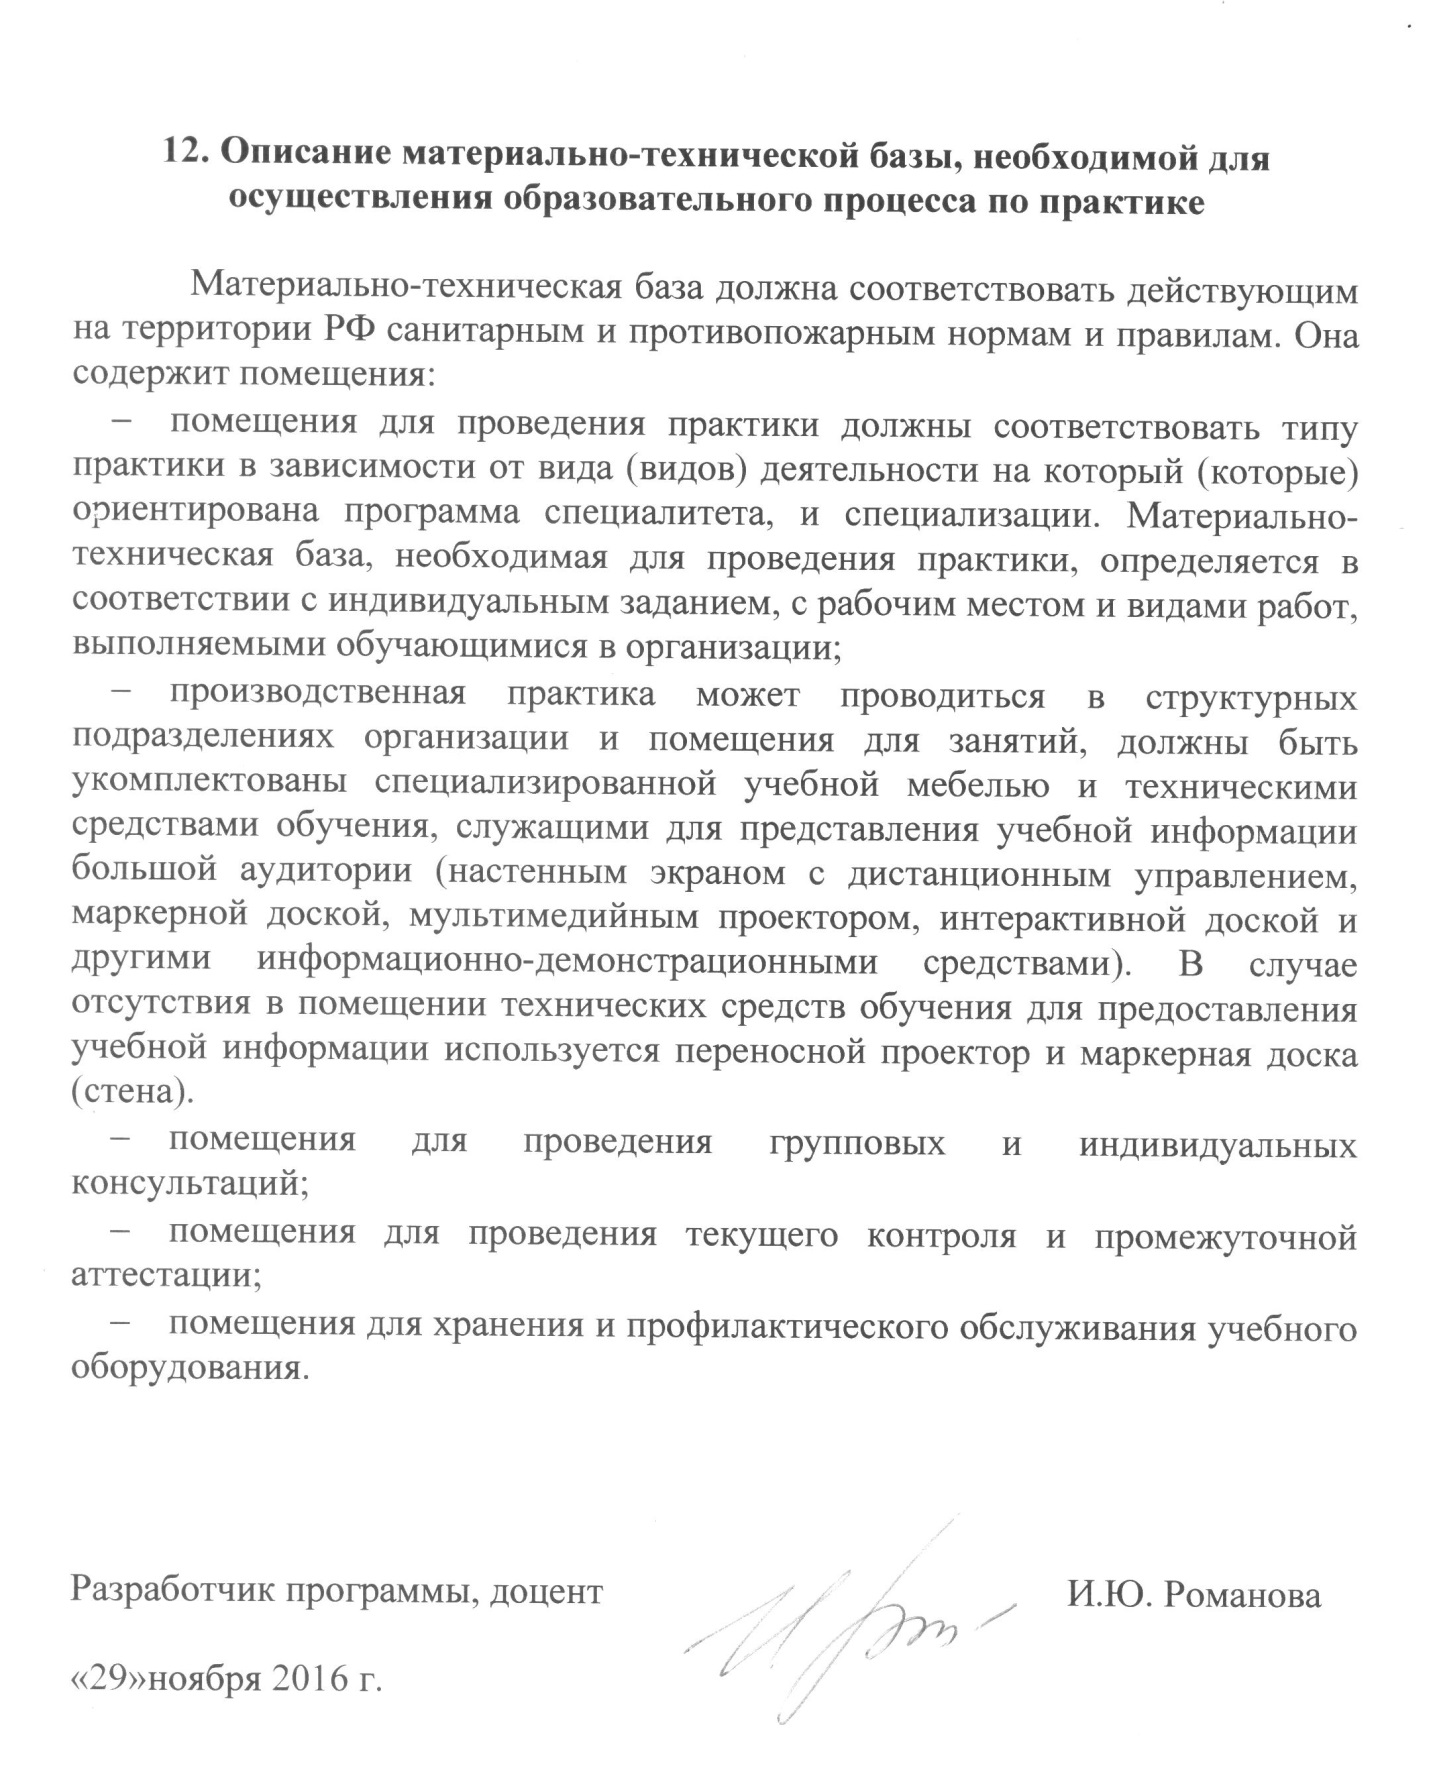 12. Описание материально-технической базы, необходимой для
осуществления образовательного процесса по практике
Материально-техническая база должна соответствовать действующим
на территории РФ санитарным и противопожарным нормам и правилам. Она
содержит помещения:
– помещения для проведения практики должны соответствовать типу
практики в зависимости от вида (видов) деятельности на который (которые)
ориентирована программа специалитета, и специализации. Материально-
техническая база, необходимая для проведения практики, определяется в
соответствии с индивидуальным заданием, с рабочим местом и видами работ,
выполняемыми обучающимися в организации;
– производственная практика может проводиться в структурных
подразделениях организации и помещения для занятий, должны быть
укомплектованы специализированной учебной мебелью и техническими
средствами обучения, служащими для представления учебной информации
большой аудитории (настенным экраном с дистанционным управлением,
маркерной доской, мультимедийным проектором, интерактивной доской и
другими информационно-демонстрационными средствами). В случае
отсутствия в помещении технических средств обучения для предоставления
учебной информации используется переносной проектор и маркерная доска
(стена).
– помещения для проведения групповых и индивидуальных
консультаций;
– помещения для проведения текущего контроля и промежуточной
аттестации;
– помещения для хранения и профилактического обслуживания учебного
оборудования.
Разработчик программы, доцент И.Ю. Романова
«29»ноября 2016 г.